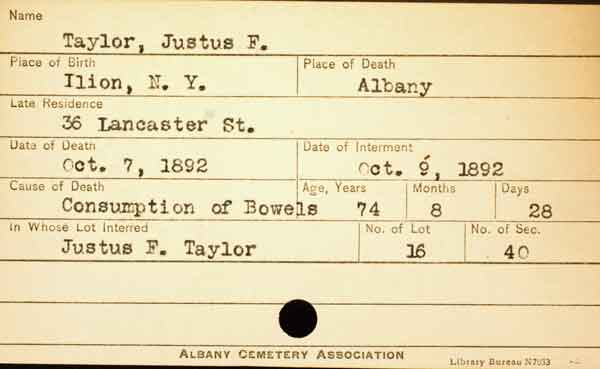 Name
Taylor, Justus F.
Place of Birth Place of Death
Ilion, N. Y. Albany
Late Residence
36 Lancaster St.
Date of Death Date of Interment
Oct. 7, 1892 Oct. 9, 1892
Cause of Death Age, Years Months Days
Consumption of Bowels 74 8 28
In Whose Lot Interred No. of Lot No. of Sec.
Justus F. Taylor 16 40
ALBANY CEMETERY ASSOCIATION
Library Bureau